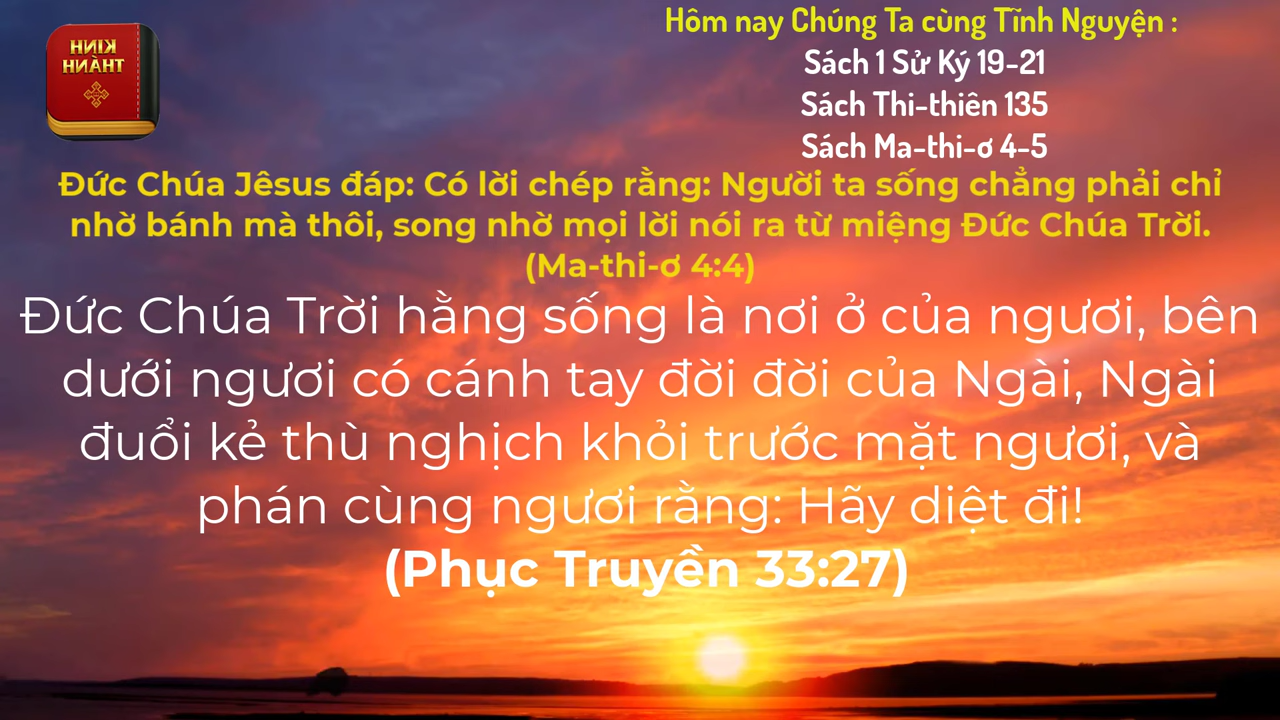 KINH
THÁNH
Hôm nay Chúng Ta cùng Tĩnh Nguyện :
Sách 1 Sử Ký 19-21
Sách Thi-thiên 135
Sách Ma-thi-ơ 4-5
Đức Chúa Jêsus đáp: Có lời chép rằng: Người ta sống chẳng phải chỉ
nhờ bánh mà thôi, song nhờ mọi lời nói ra từ miệng Đức Chúa Trời.
(Ma-thi-ơ 4:4)
Đức Chúa Trời hằng sống là nơi ở của ngươi, bên
dưới ngươi có cánh tay đời đời của Ngài, Ngài
đuổi kẻ thù nghịch khỏi trước mặt ngươi, và
phán cùng ngươi rằng: Hãy diệt đi!
(Phục Truyền 33:27)